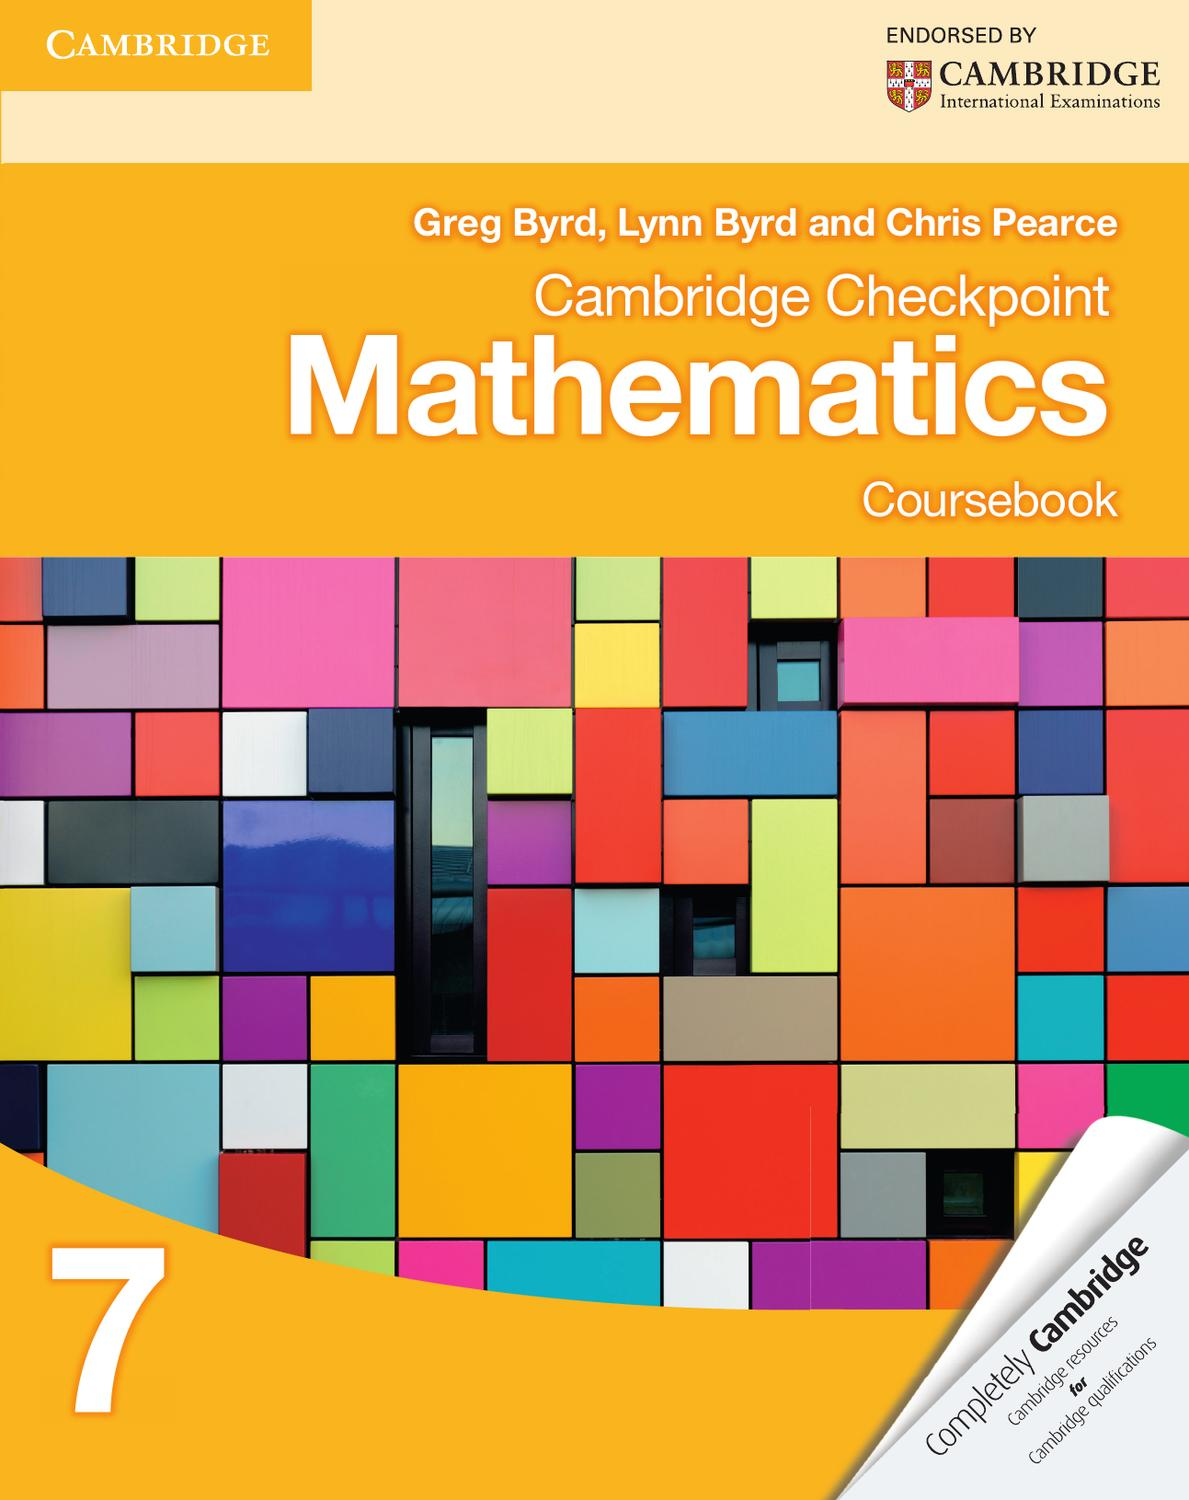 CAMBRIDGE
ENDORSED BY
CAMBRIDGE
International Examinations
Greg Byrd, Lynn Byrd and Chris Pearce
Cambridge Checkpoint
Mathematics
Coursebook
7
Completely Cambridge
Cambridge resources
for
Cambridge qualifications